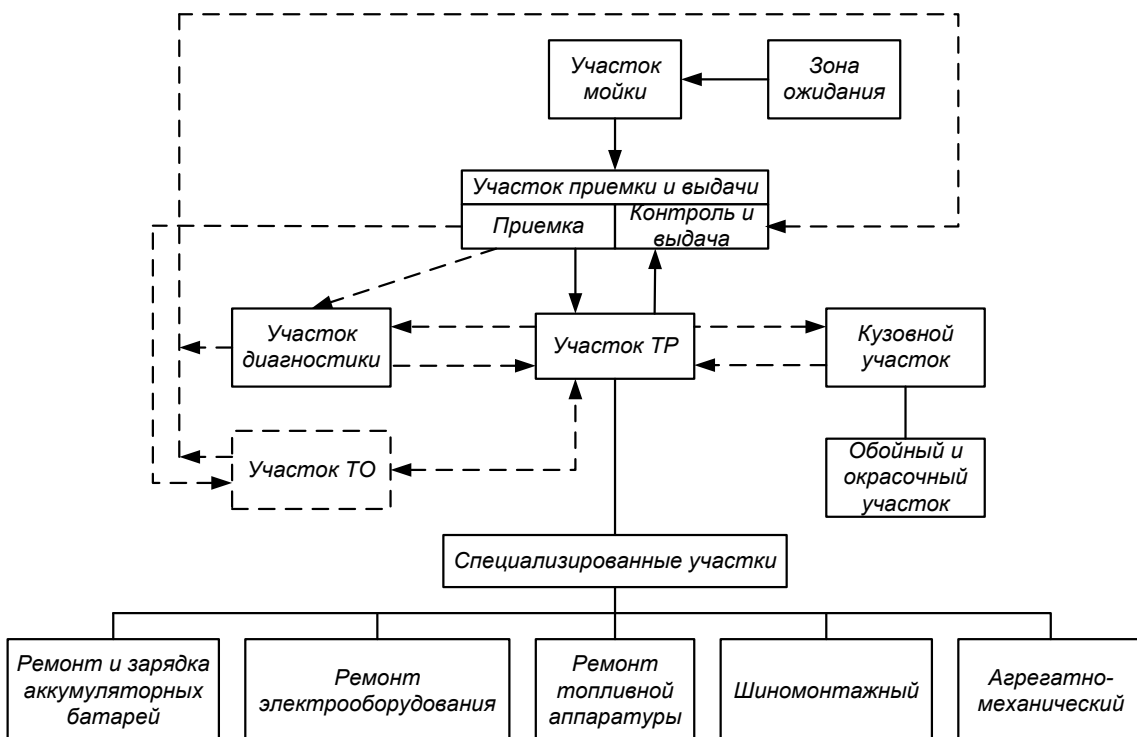 Участок
мойки
Зона
ожидания
Участок приемки и выдачи
Приемка
Контроль и
выдача
Участок
диагностики
Участок ТР
Кузовной
участок
Участок ТО
Обойный и
окрасочный
участок
Специализированные участки
Ремонт и зарядка
аккумуляторных
батарей
Ремонт
электрооборудования
Ремонт
топливной
аппаратуры
Шиномонтажный
Агрегатно-
механический